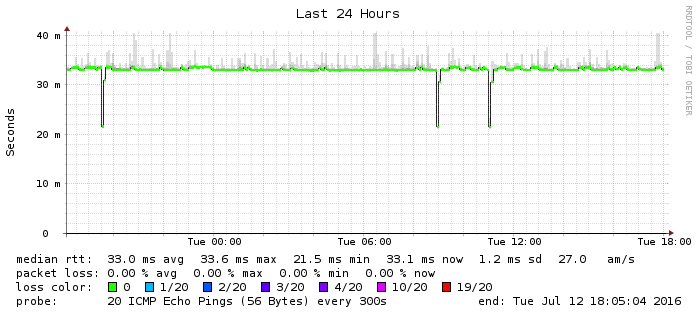 Last 24 Hours
RRDTOOL / TOBI OETIKER
Seconds
40 m
30 m
20 m
10 m
0
Tue 00:00 Tue 06:00 Tue 12:00 Tue 18:00
median rtt: 33.0 ms avg 33.6 ms max 21.5 ms min 33.1 ms now 1.2 ms sd 27.0 am/s
packet loss: 0.00 % avg 0.00 % max 0.00 % min 0.00 % now
loss color: 0 1/20 2/20 3/20 4/20 10/20 19/20
probe: 20 ICMP Echo Pings (56 Bytes) every 300s end: Tue Jul 12 18:05:04 2016